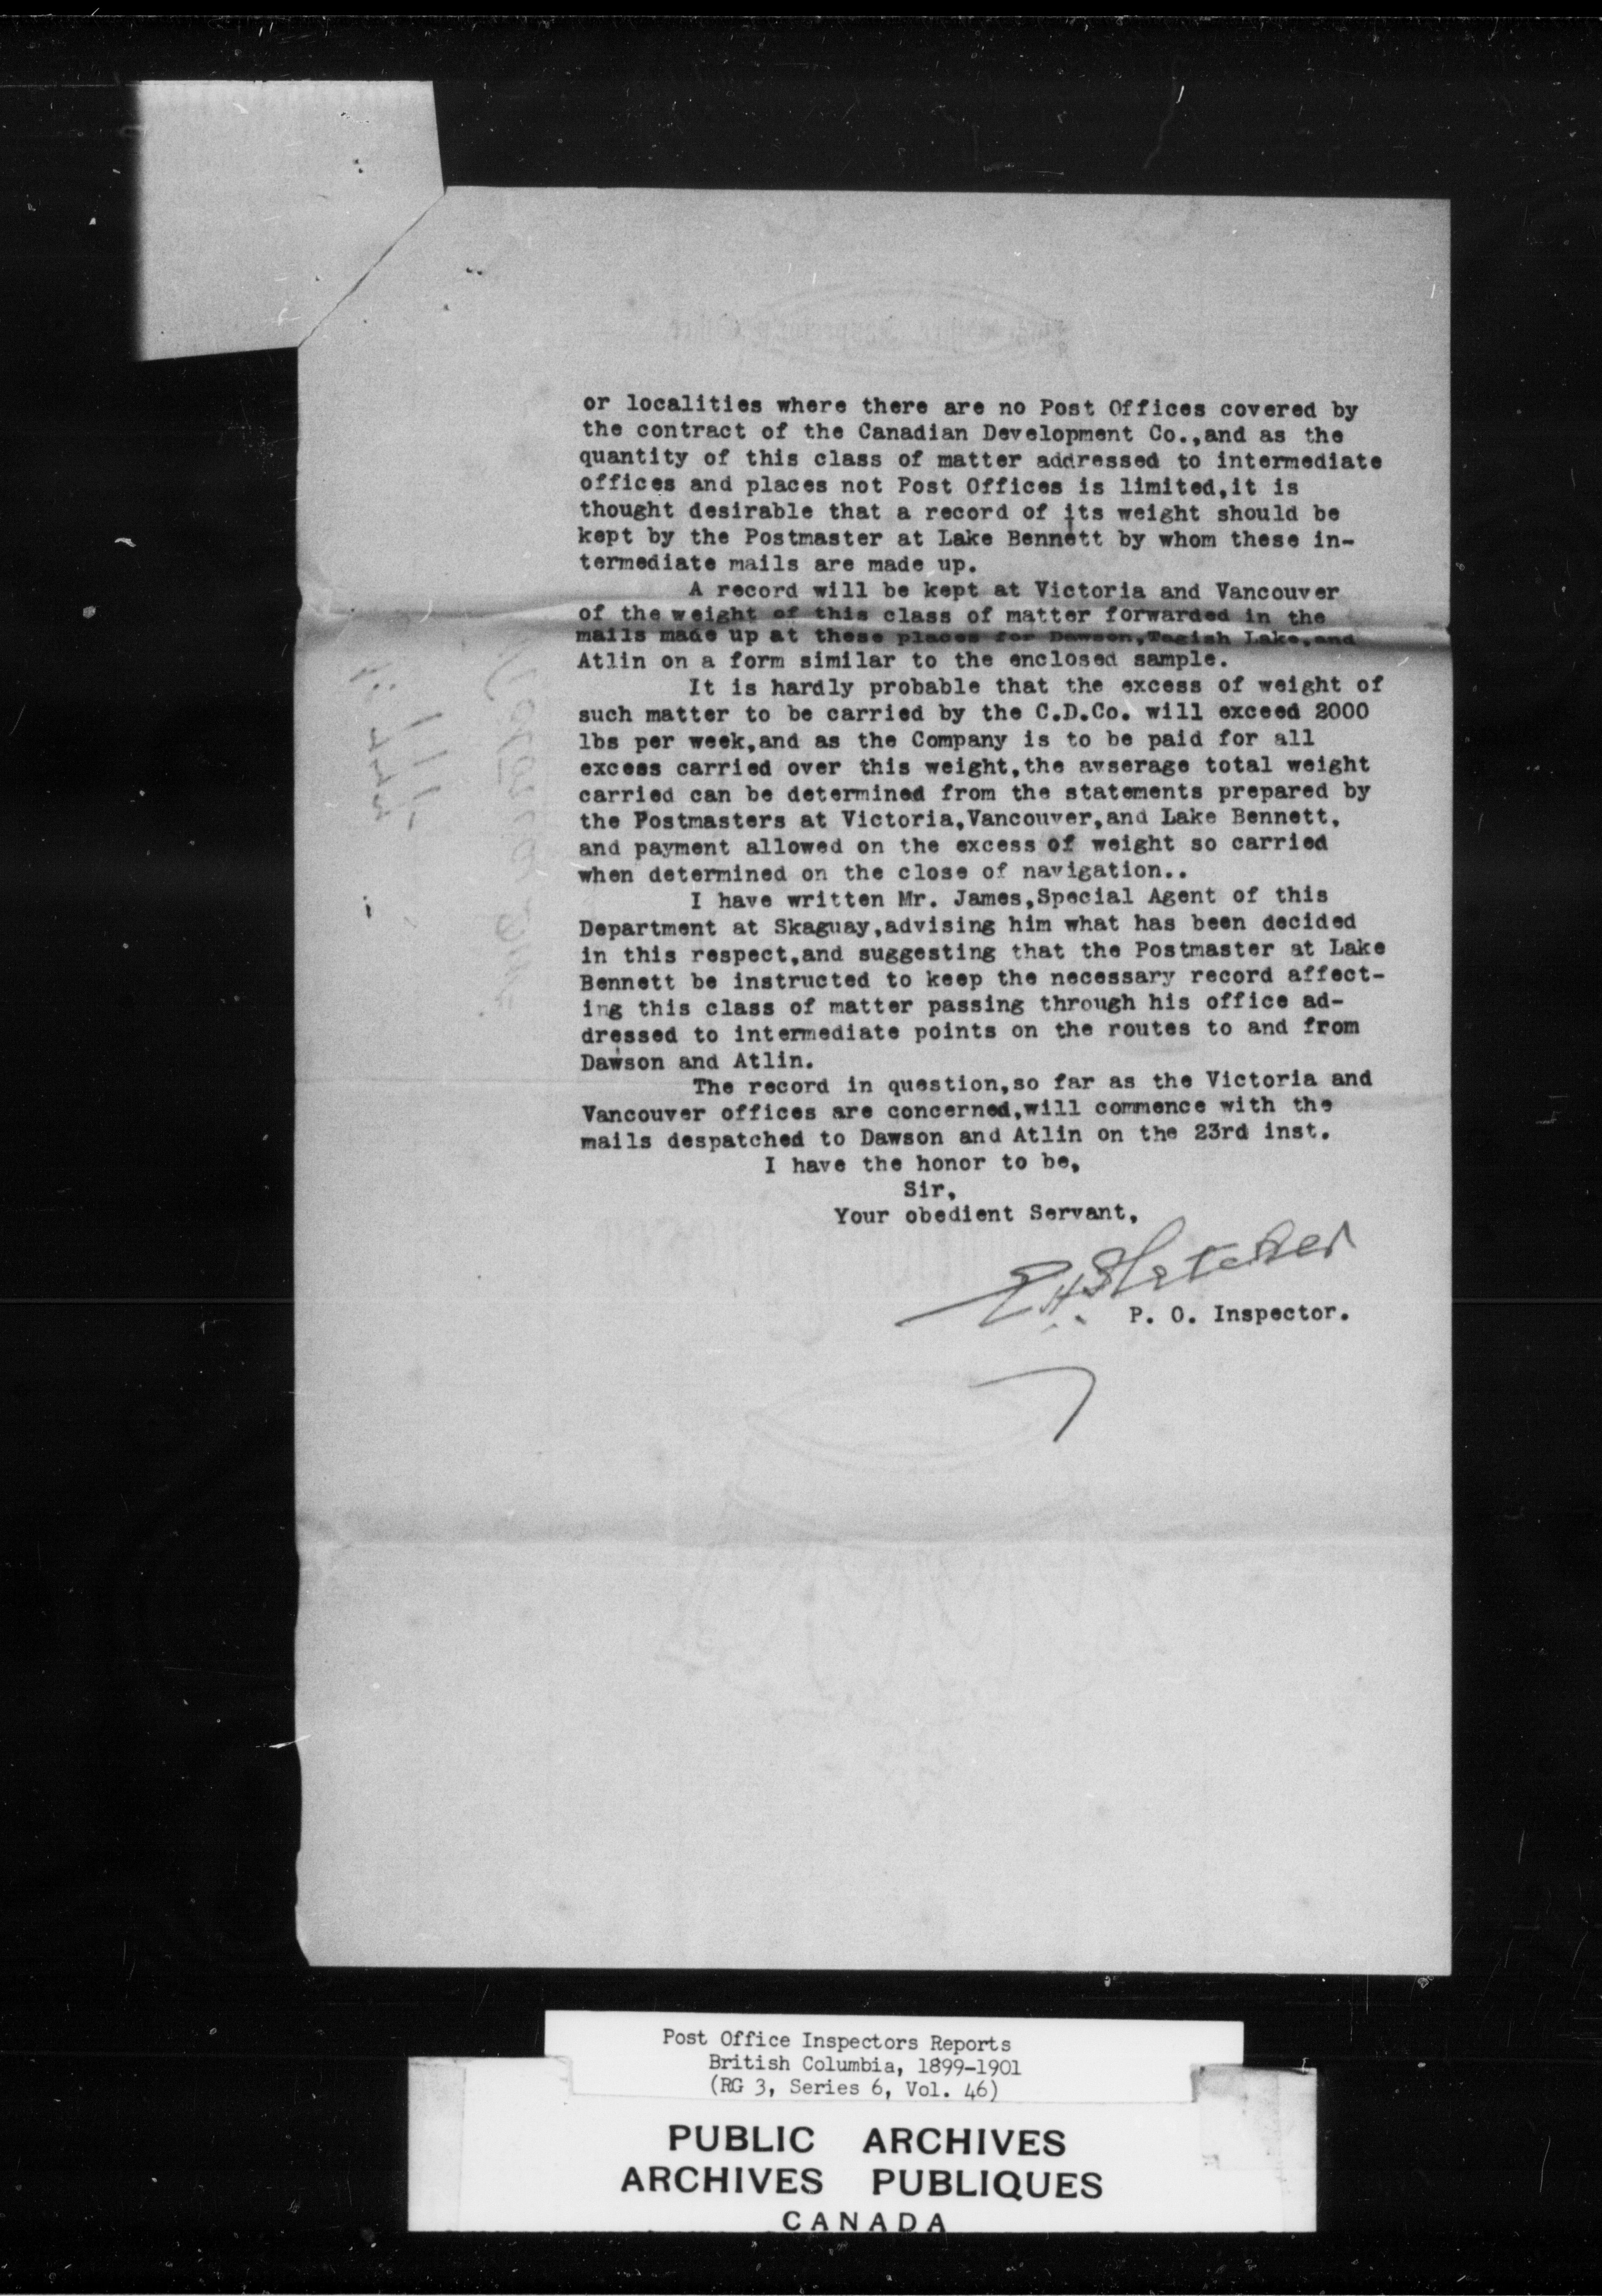 or localities where there are no Post Offices covered by
the contract of the Canadian Development Co.,and as the
quantity of this class of matter addressed to intermediate
offices and places not Post Offices is limited,it is
thought desirable that a record of its weight should be
kept by the Postmaster at Lake Bennett by whom these in-
termediate mails are made up.
A record will be kept at Victoria and Vancouver
of the weight of this class of matter forwarded in the
mails made up at these places for Dawson,Tagish Lake,and
Atlin on a form similar to the enclosed sample.
It is hardly probable that the excess of weight of
such matter to be carried by the C.D.Co. will exceed 2000
lbs per week,and as the Company is to be paid for all
excess carried over this weight,the avserage total weight
carried can be determined from the statements prepared by
the Postmasters at Victoria,Vancouver,and Lake Bennett,
and payment allowed on the excess of weight so carried
when determined on the close of navigation..
I have written Mr. James,Special Agent of this
Department at Skaguay,advising him what has been decided
in this respect,and suggesting that the Postmaster at Lake
Bennett be instructed to keep the necessary record affect-
ing this class of matter passing through his office ad-
dressed to intermediate points on the routes to and from
Dawson and Atlin.
The record in question,so far as the Victoria and
Vancouver offices are concerned,will commence with the
mails despatched to Dawson and Atlin on the 23rd inst.
I have the honor to be,
Sir,
Your obedient Servant,
EHFletcher
P. O. Inspector.
Post Office Inspectors Reports
British Columbia, 1899-1901
(RG 3, Series 6, Vol. 46)
PUBLIC ARCHIVES
ARCHIVES PUBLIQUES
CANADA